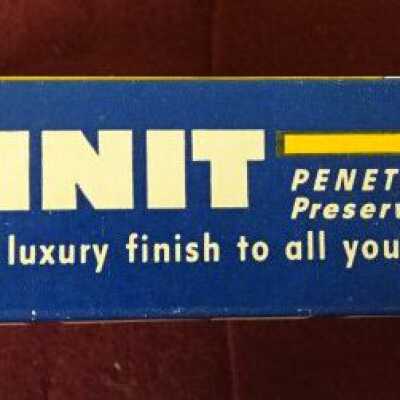 INIT
PENET
Preserv
luxury finish to all you